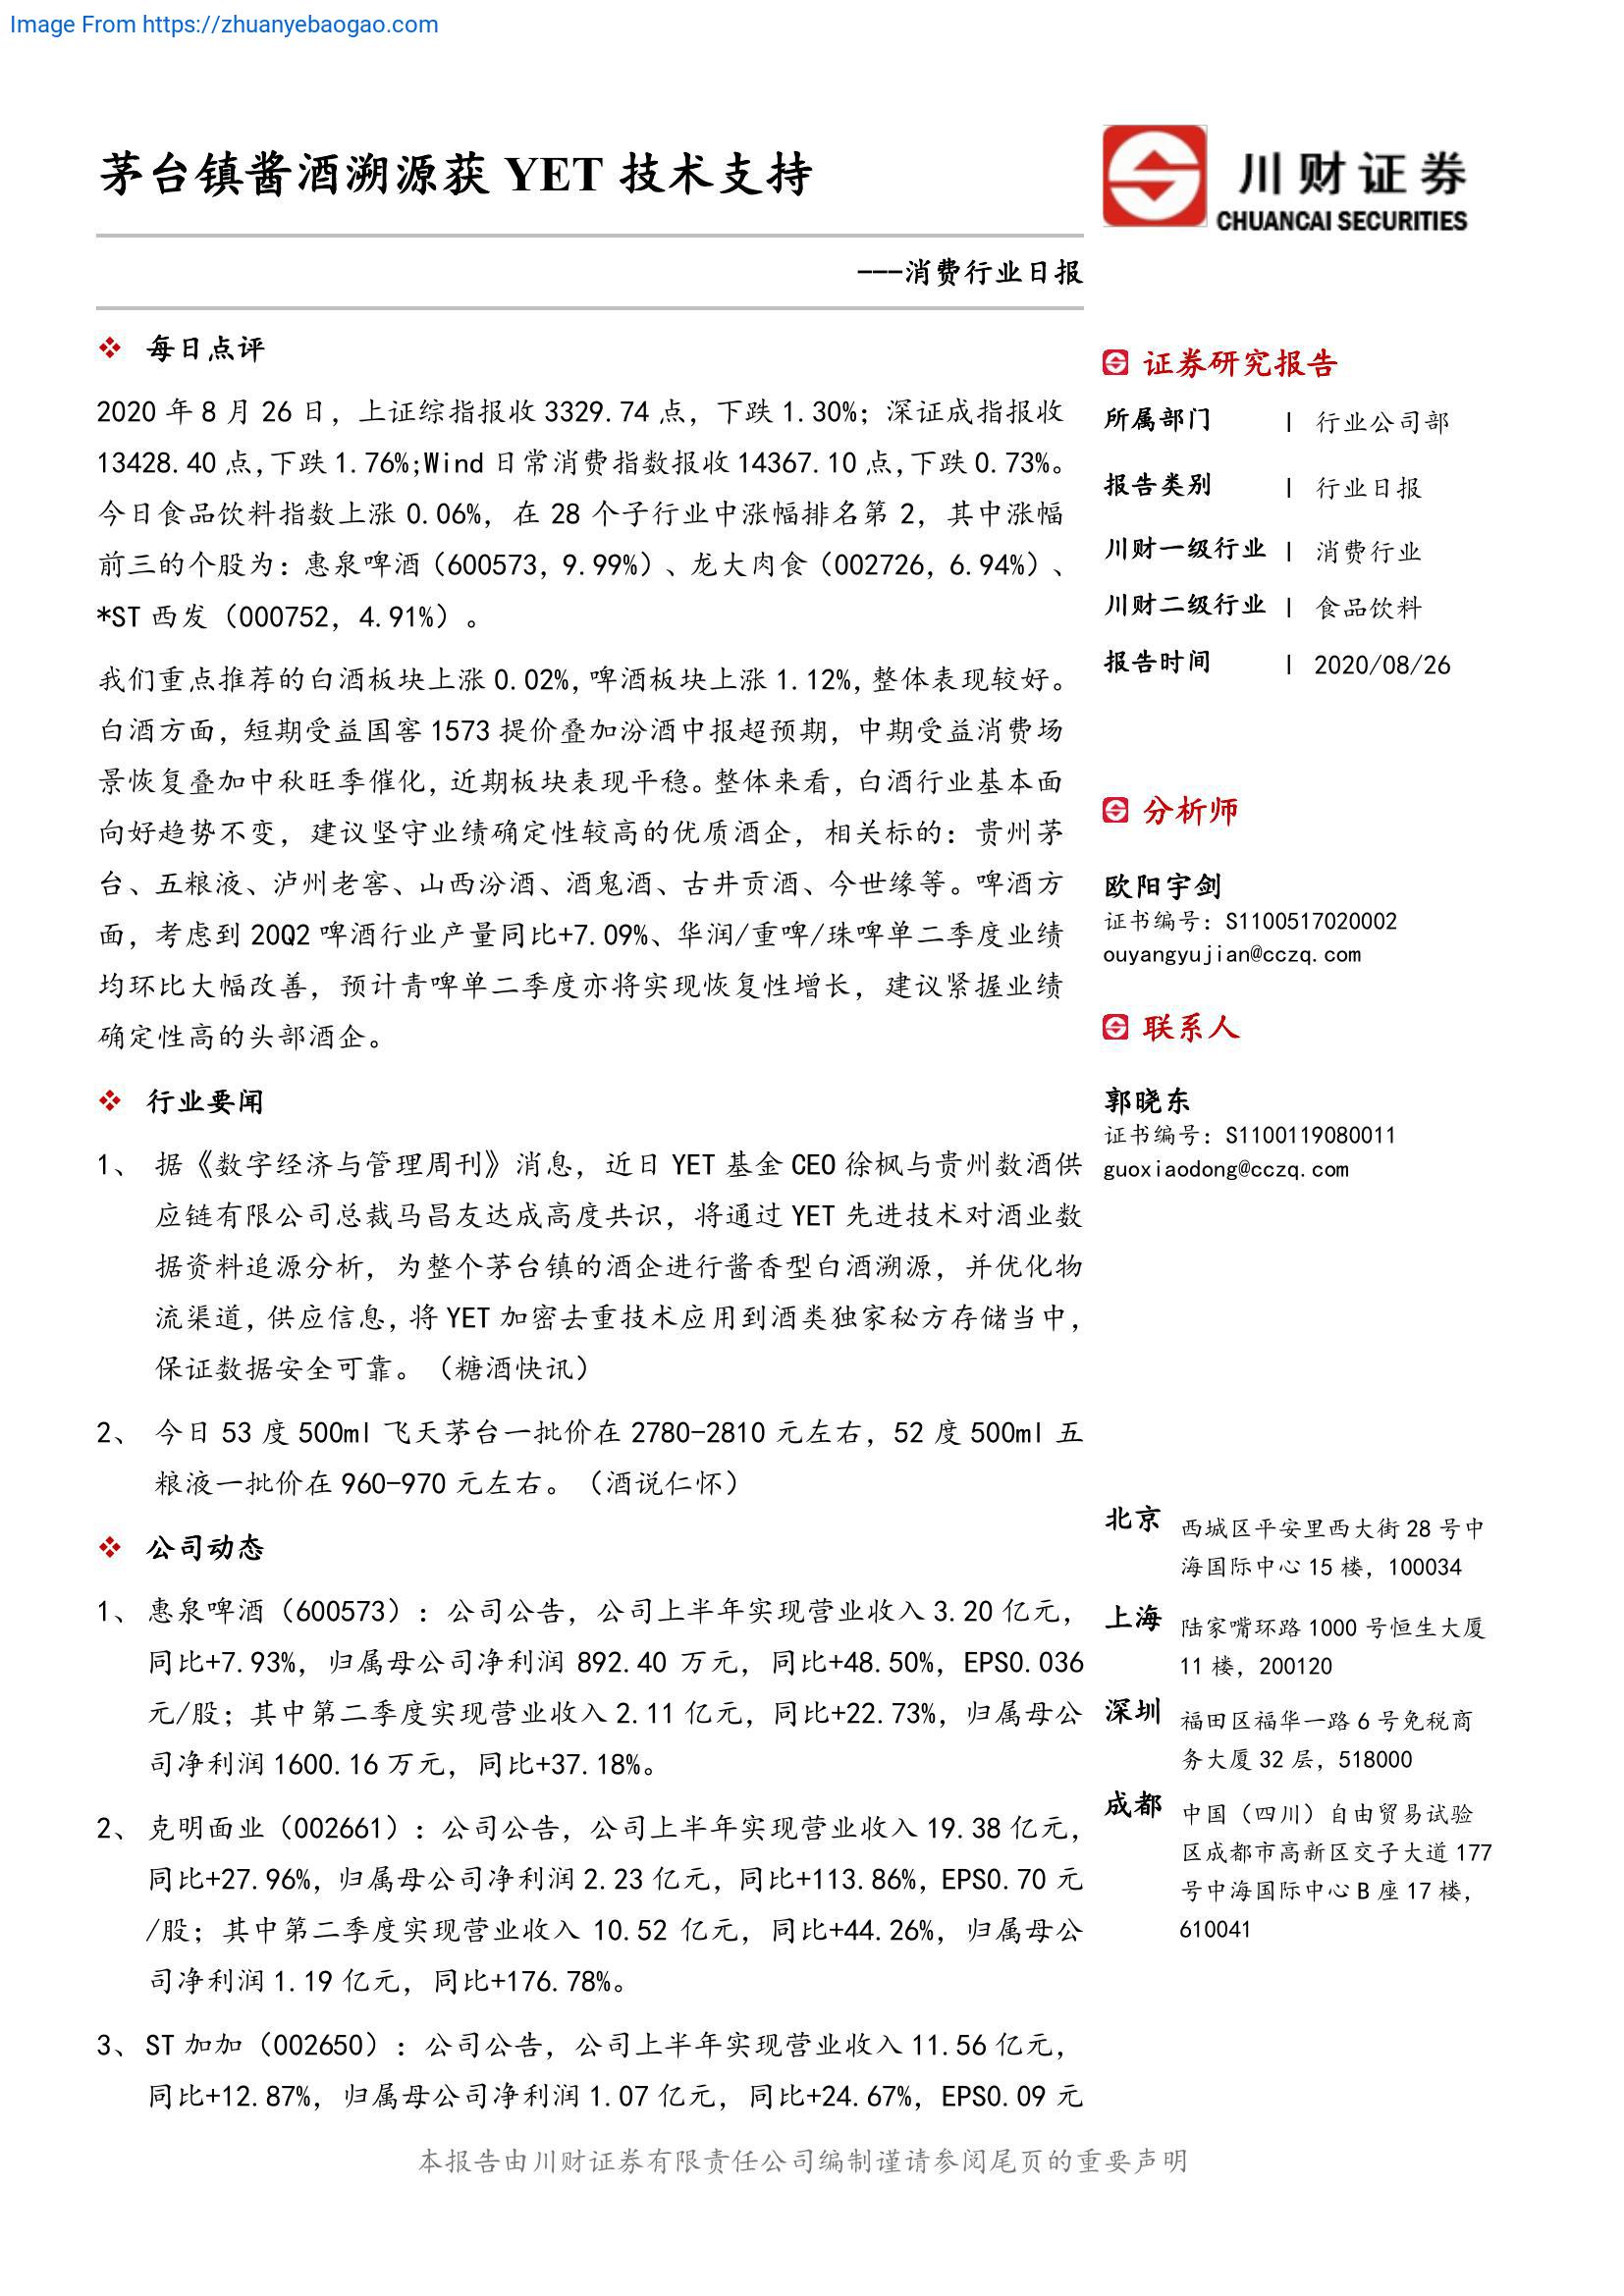 Image From https://zhuanyebaogao.com
茅台镇酱酒溯源获 YET 技术支持
川财证券
CHUANCAI SECURITIES
---消费行业日报
每日点评
2020 年 8 月 26 日，上证综指报收 3329.74 点，下跌 1.30%；深证成指报收
13428.40 点,下跌 1.76%;Wind 日常消费指数报收 14367.10 点,下跌 0.73%。
今日食品饮料指数上涨 0.06%，在 28 个子行业中涨幅排名第 2，其中涨幅
前三的个股为：惠泉啤酒（600573，9.99%）、龙大肉食（002726，6.94%）、
*ST 西发（000752，4.91%）。
我们重点推荐的白酒板块上涨 0.02%，啤酒板块上涨 1.12%，整体表现较好。
白酒方面，短期受益国窖 1573 提价叠加汾酒中报超预期，中期受益消费场
景恢复叠加中秋旺季催化，近期板块表现平稳。整体来看，白酒行业基本面
向好趋势不变，建议坚守业绩确定性较高的优质酒企，相关标的：贵州茅
台、五粮液、泸州老窖、山西汾酒、酒鬼酒、古井贡酒、今世缘等。啤酒方
面，考虑到 20Q2 啤酒行业产量同比+7.09%、华润/重啤/珠啤单二季度业绩
均环比大幅改善，预计青啤单二季度亦将实现恢复性增长，建议紧握业绩
确定性高的头部酒企。
行业要闻
1、 据《数字经济与管理周刊》消息，近日 YET 基金 CEO 徐枫与贵州数酒供
应链有限公司总裁马昌友达成高度共识，将通过 YET 先进技术对酒业数
据资料追源分析，为整个茅台镇的酒企进行酱香型白酒溯源，并优化物
流渠道，供应信息，将 YET 加密去重技术应用到酒类独家秘方存储当中，
保证数据安全可靠。（糖酒快讯）
2、 今日 53 度 500ml 飞天茅台一批价在 2780-2810 元左右，52 度 500ml 五
粮液一批价在 960-970 元左右。（酒说仁怀）
公司动态
1、 惠泉啤酒（600573）：公司公告，公司上半年实现营业收入 3.20 亿元，
同比+7.93%，归属母公司净利润 892.40 万元，同比+48.50%，EPS0.036
元/股；其中第二季度实现营业收入 2.11 亿元，同比+22.73%，归属母公
司净利润 1600.16 万元，同比+37.18%。
2、 克明面业（002661）：公司公告，公司上半年实现营业收入 19.38 亿元，
同比+27.96%，归属母公司净利润 2.23 亿元，同比+113.86%，EPS0.70 元
/股；其中第二季度实现营业收入 10.52 亿元，同比+44.26%，归属母公
司净利润 1.19 亿元，同比+176.78%。
3、 ST 加加（002650）：公司公告，公司上半年实现营业收入 11.56 亿元，
同比+12.87%，归属母公司净利润 1.07 亿元，同比+24.67%，EPS0.09 元
证券研究报告
所属部门 | 行业公司部
报告类别 | 行业日报
川财一级行业 | 消费行业
川财二级行业 | 食品饮料
报告时间 | 2020/08/26
分析师
欧阳宇剑
证书编号：S1100517020002
ouyangyujian@cczq.com
联系人
郭晓东
证书编号：S1100119080011
guoxiaodong@cczq.com
北京 西城区平安里西大街 28 号中
海国际中心 15 楼，100034
上海 陆家嘴环路 1000 号恒生大厦
11 楼，200120
深圳 福田区福华一路 6 号免税商
务大厦 32 层，518000
成都 中国（四川）自由贸易试验
区成都市高新区交子大道 177
号中海国际中心 B 座 17 楼，
610041
本报告由川财证券有限责任公司编制谨请参阅尾页的重要声明